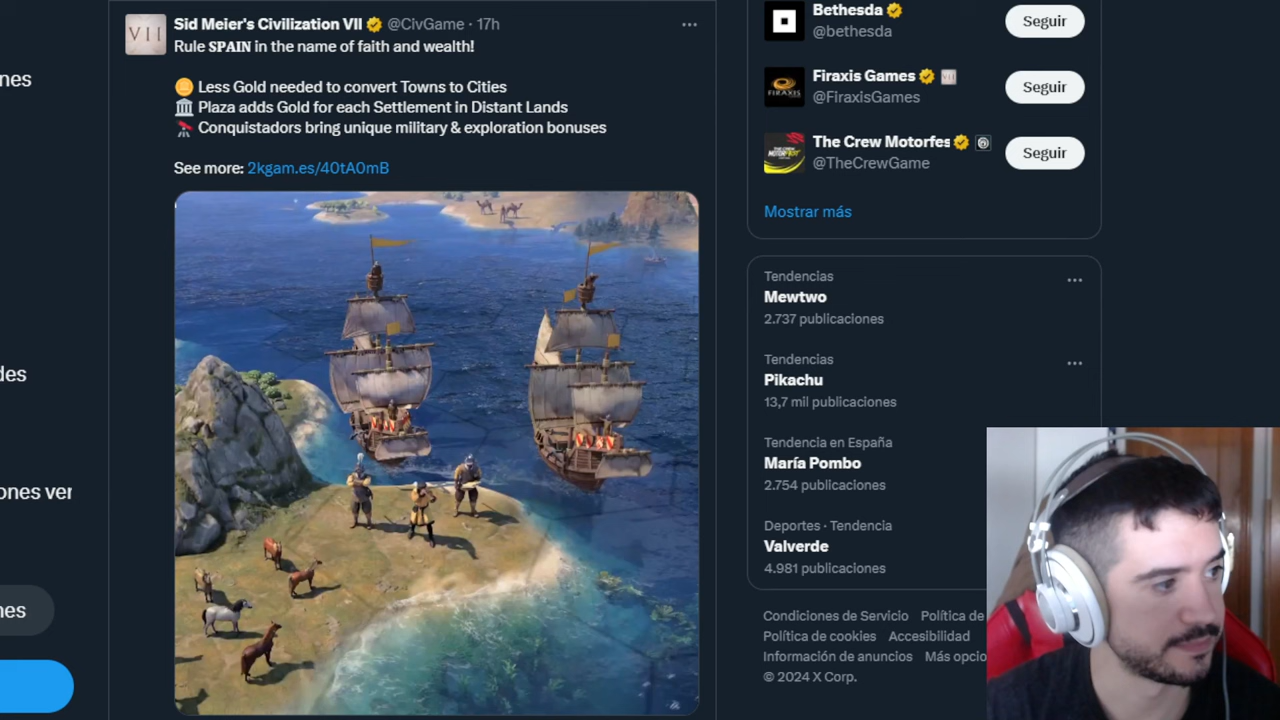 nes
des
ones ver
nes
VII
Sid Meier's Civilization VII @CivGame · 17h
Rule SPAIN in the name of faith and wealth!
Less Gold needed to convert Towns to Cities
Plaza adds Gold for each Settlement in Distant Lands
Conquistadors bring unique military & exploration bonuses
See more: 2kgam.es/40tA0mB
Bethesda
@bethesda
Seguir
FIRAXIS
Firaxis Games
@FiraxisGames
Seguir
The Crew Motorfes
@TheCrewGame
Seguir
Mostrar más
Tendencias
Mewtwo
2.737 publicaciones
Tendencias
Pikachu
13,7 mil publicaciones
Tendencia en España
María Pombo
2.754 publicaciones
Deportes · Tendencia
Valverde
4.981 publicaciones
Condiciones de Servicio Política de
Política de cookies Accesibilidad
Información de anuncios Más opcio
© 2024 X Corp.